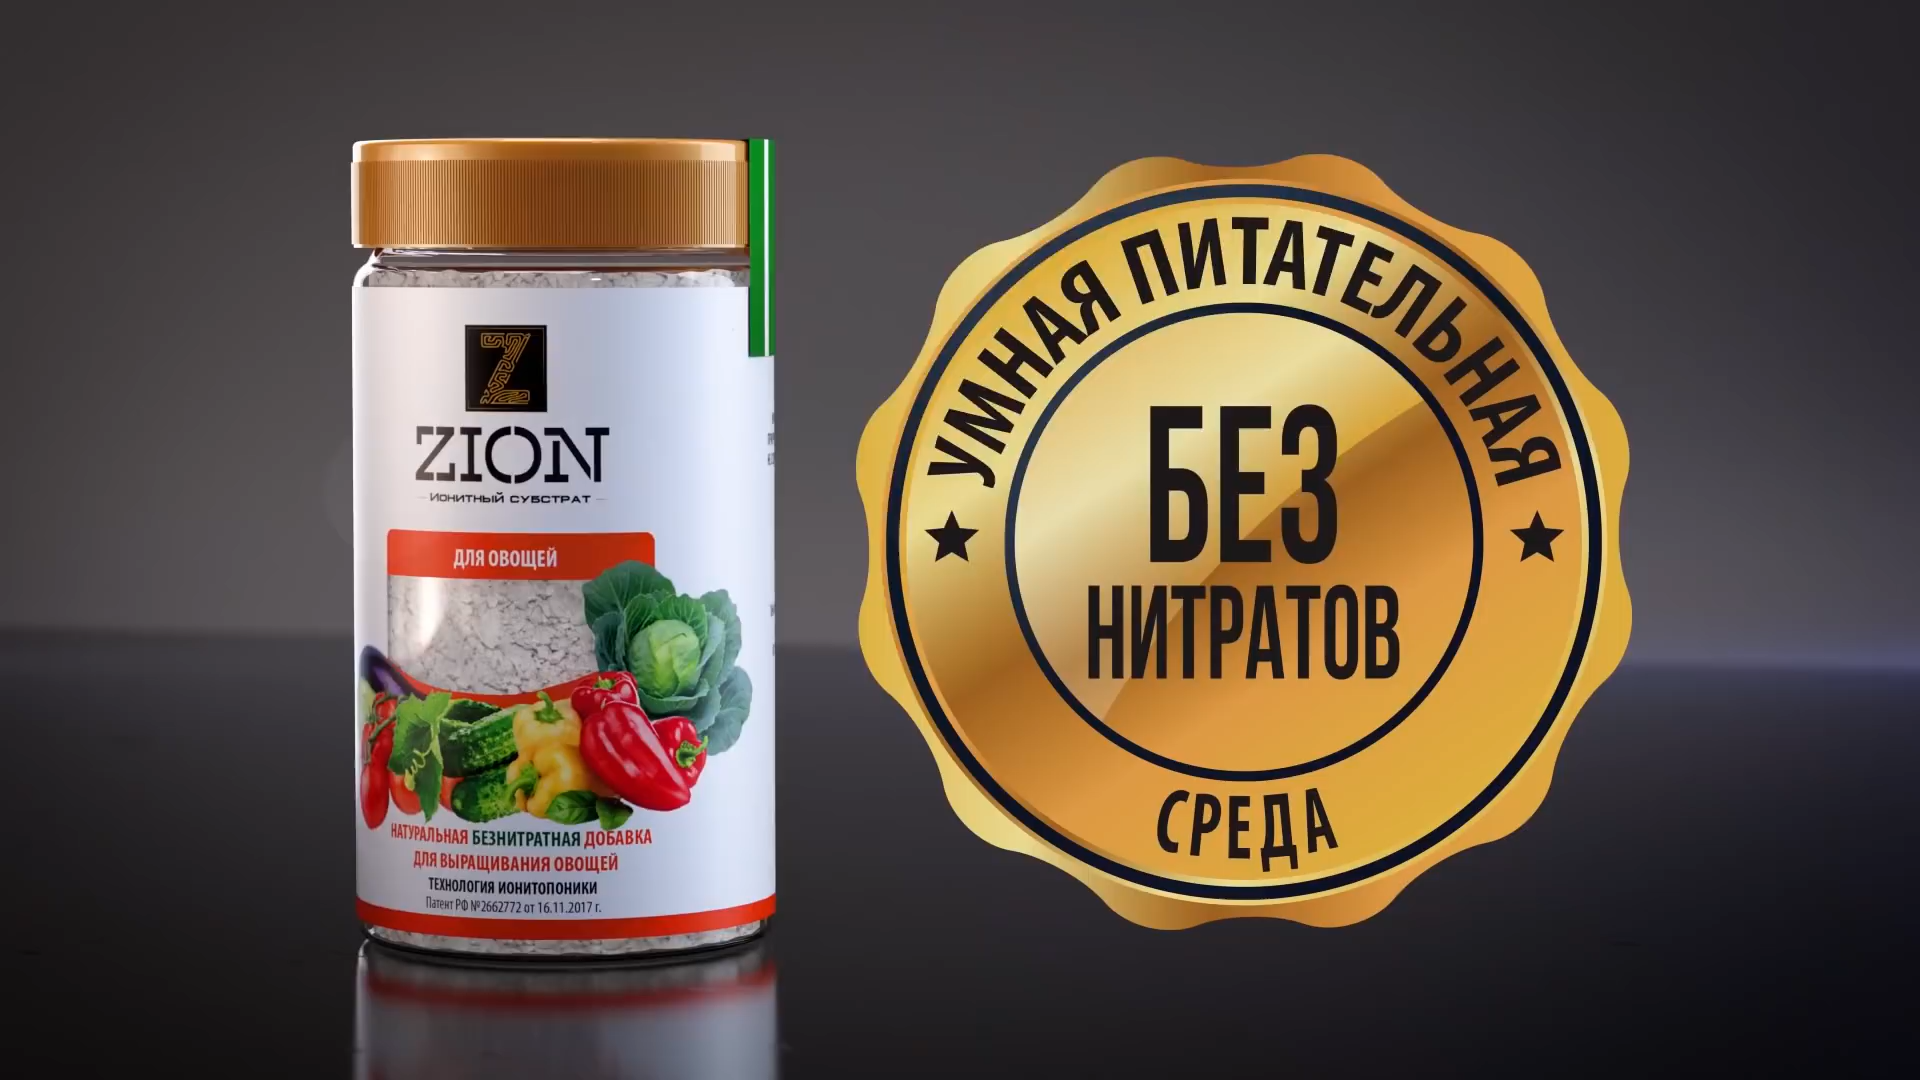 ZION
ИОНИТНЫЙ СУБСТРАТ
ДЛЯ ОВОЩЕЙ
НАТУРАЛЬНАЯ БЕЗНИТРАТНАЯ ДОБАВКА
ДЛЯ ВЫРАЩИВАНИЯ ОВОЩЕЙ
ТЕХНОЛОГИЯ ИОНИТОПОНИКИ
Патент РФ №2662772 от 16.11.2017 г.
УМНАЯ ПИТАТЕЛЬНАЯ
БЕЗ
НИТРАТОВ
СРЕДА